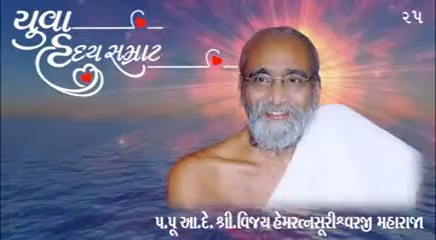 યુવા
હૃદય સમ્રાટ
૨૫
પ.પૂ આ.દે. શ્રી.વિજય હેમરત્નસૂરીશ્વરજી મહારાજા